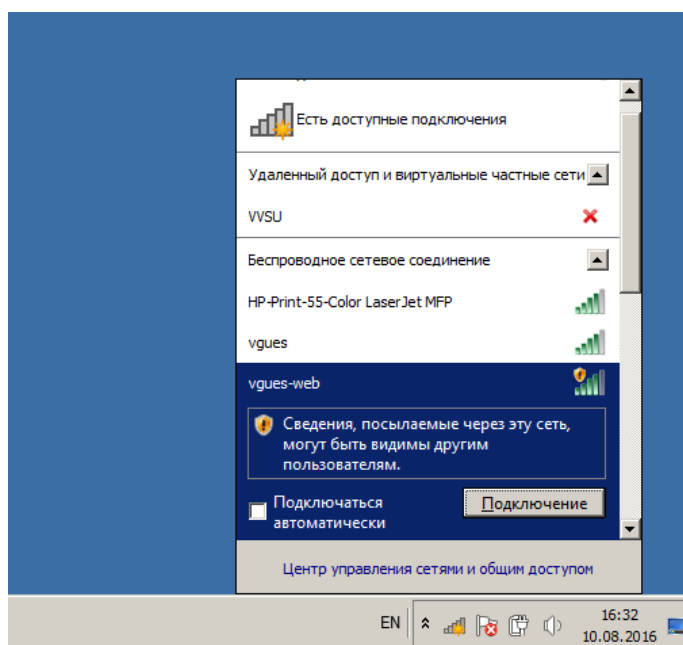 Есть доступные подключения
Удаленный доступ и виртуальные частные сети
VVSU
Беспроводное сетевое соединение
HP-Print-55-Color LaserJet MFP
vgues
vgues-web
Сведения, посылаемые через эту сеть,
могут быть видимы другим
пользователям.
Подключаться
автоматически
Подключение
Центр управления сетями и общим доступом
EN
16:32
10.08.2016